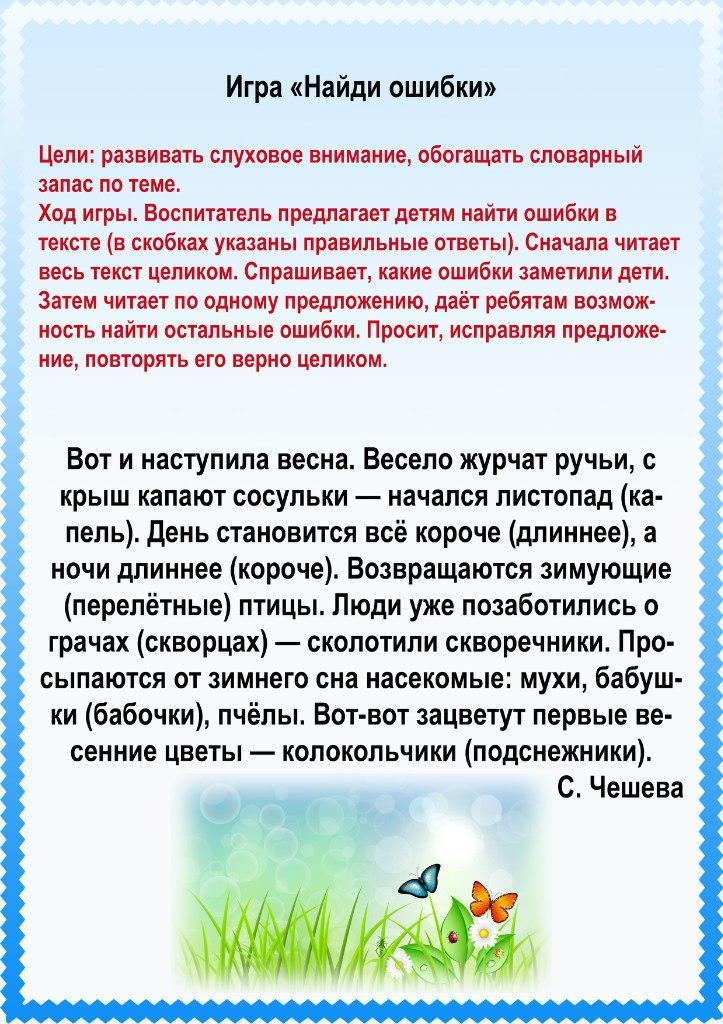 Игра «Найди ошибки»
Цели: развивать слуховое внимание, обогащать словарный
запас по теме.
Ход игры. Воспитатель предлагает детям найти ошибки в
тексте (в скобках указаны правильные ответы). Сначала читает
весь текст целиком. Спрашивает, какие ошибки заметили дети.
Затем читает по одному предложению, даёт ребятам возмож-
ность найти остальные ошибки. Просит, исправляя предложе-
ние, повторять его верно целиком.
Вот и наступила весна. Весело журчат ручьи, с
крыш капают сосульки — начался листопад (ка-
пель). День становится всё короче (длиннее), а
ночи длиннее (короче). Возвращаются зимующие
(перелётные) птицы. Люди уже позаботились о
грачах (скворцах) — сколотили скворечники. Про-
сыпаются от зимнего сна насекомые: мухи, бабуш-
ки (бабочки), пчёлы. Вот-вот зацветут первые ве-
сенние цветы — колокольчики (подснежники).
С. Чешева